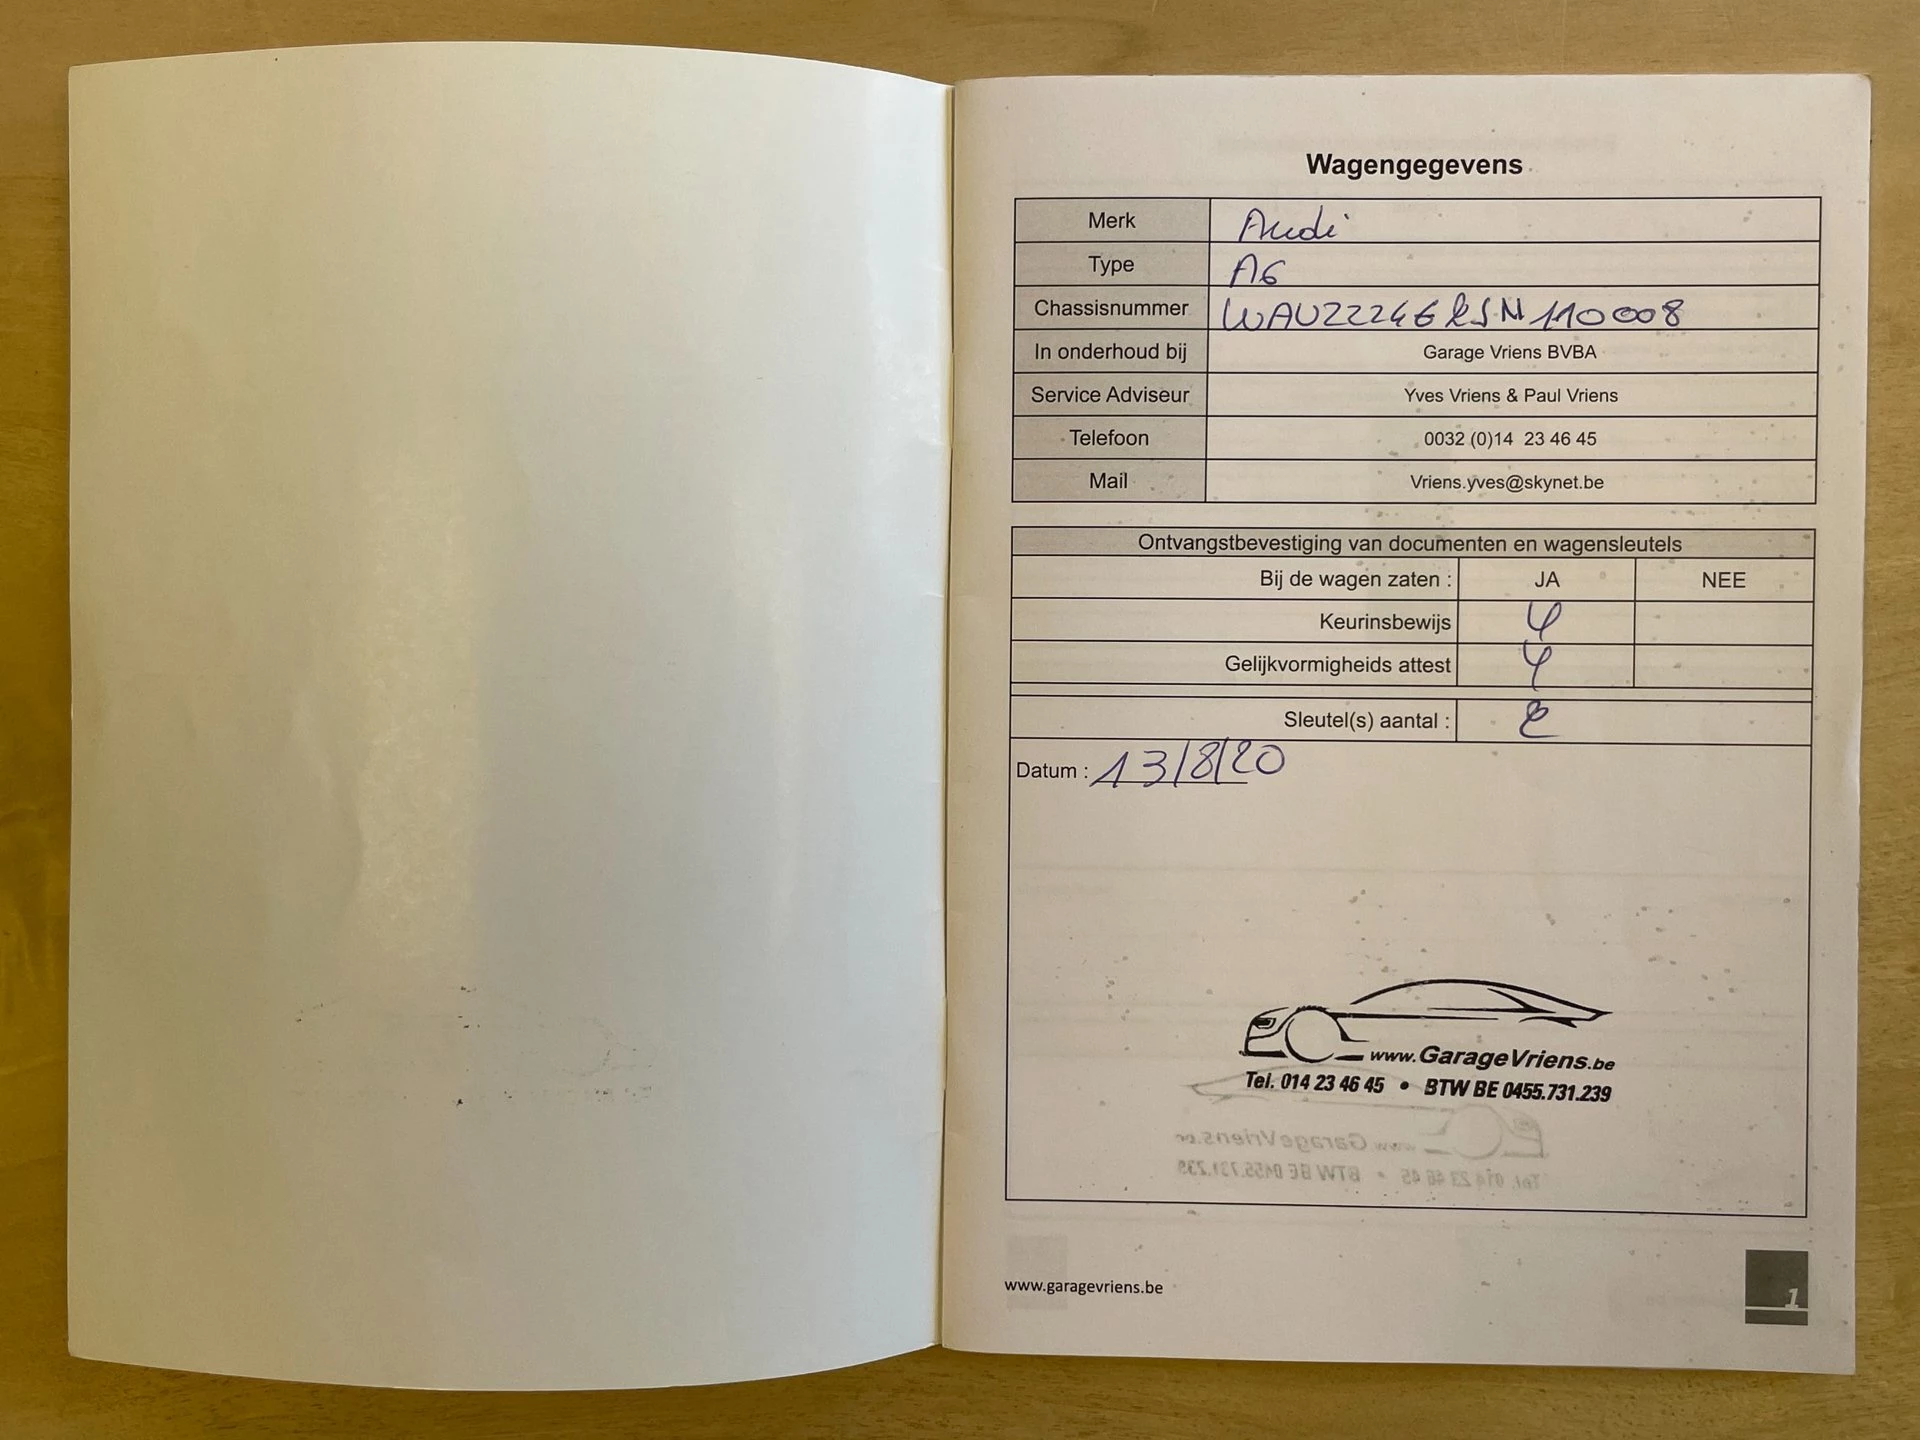 Wagengegevens
Merk Audi
Type A6
Chassisnummer WAUZZZ4GRSN110008
In onderhoud bij Garage Vriens BVBA
Service Adviseur Yves Vriens & Paul Vriens
Telefoon 0032 (0)14 23 46 45
Mail Vriens.yves@skynet.be
Ontvangstbevestiging van documenten en wagensleutels
Bij de wagen zaten : JA NEE
Keurinsbewijs
Gelijkvormigheids attest
Sleutel(s) aantal : 2
Datum : 13/8/20
www.GarageVriens.be
Tel. 014 23 46 45 • BTW BE 0455.731.239
www.garagevriens.be
1